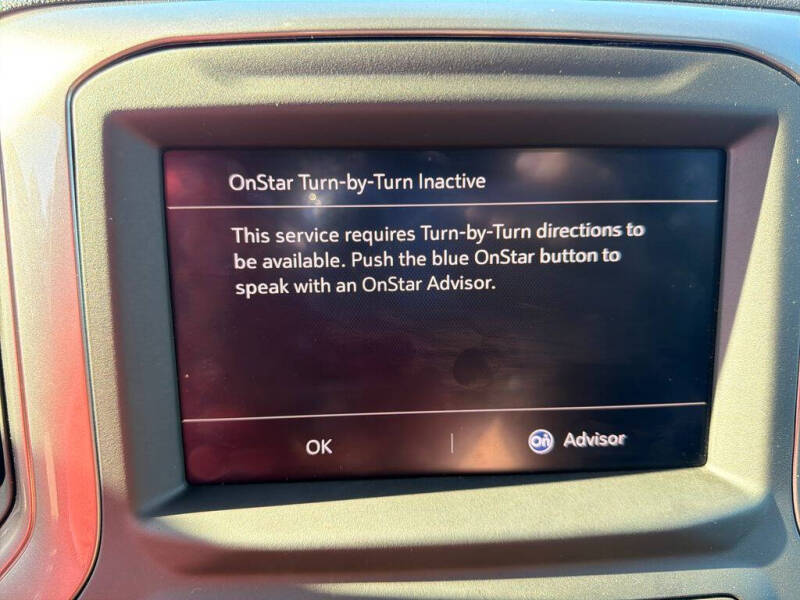 OnStar Turn-by-Turn Inactive
This service requires Turn-by-Turn directions to
be available. Push the blue OnStar button to
speak with an OnStar Advisor.
OK
On Advisor